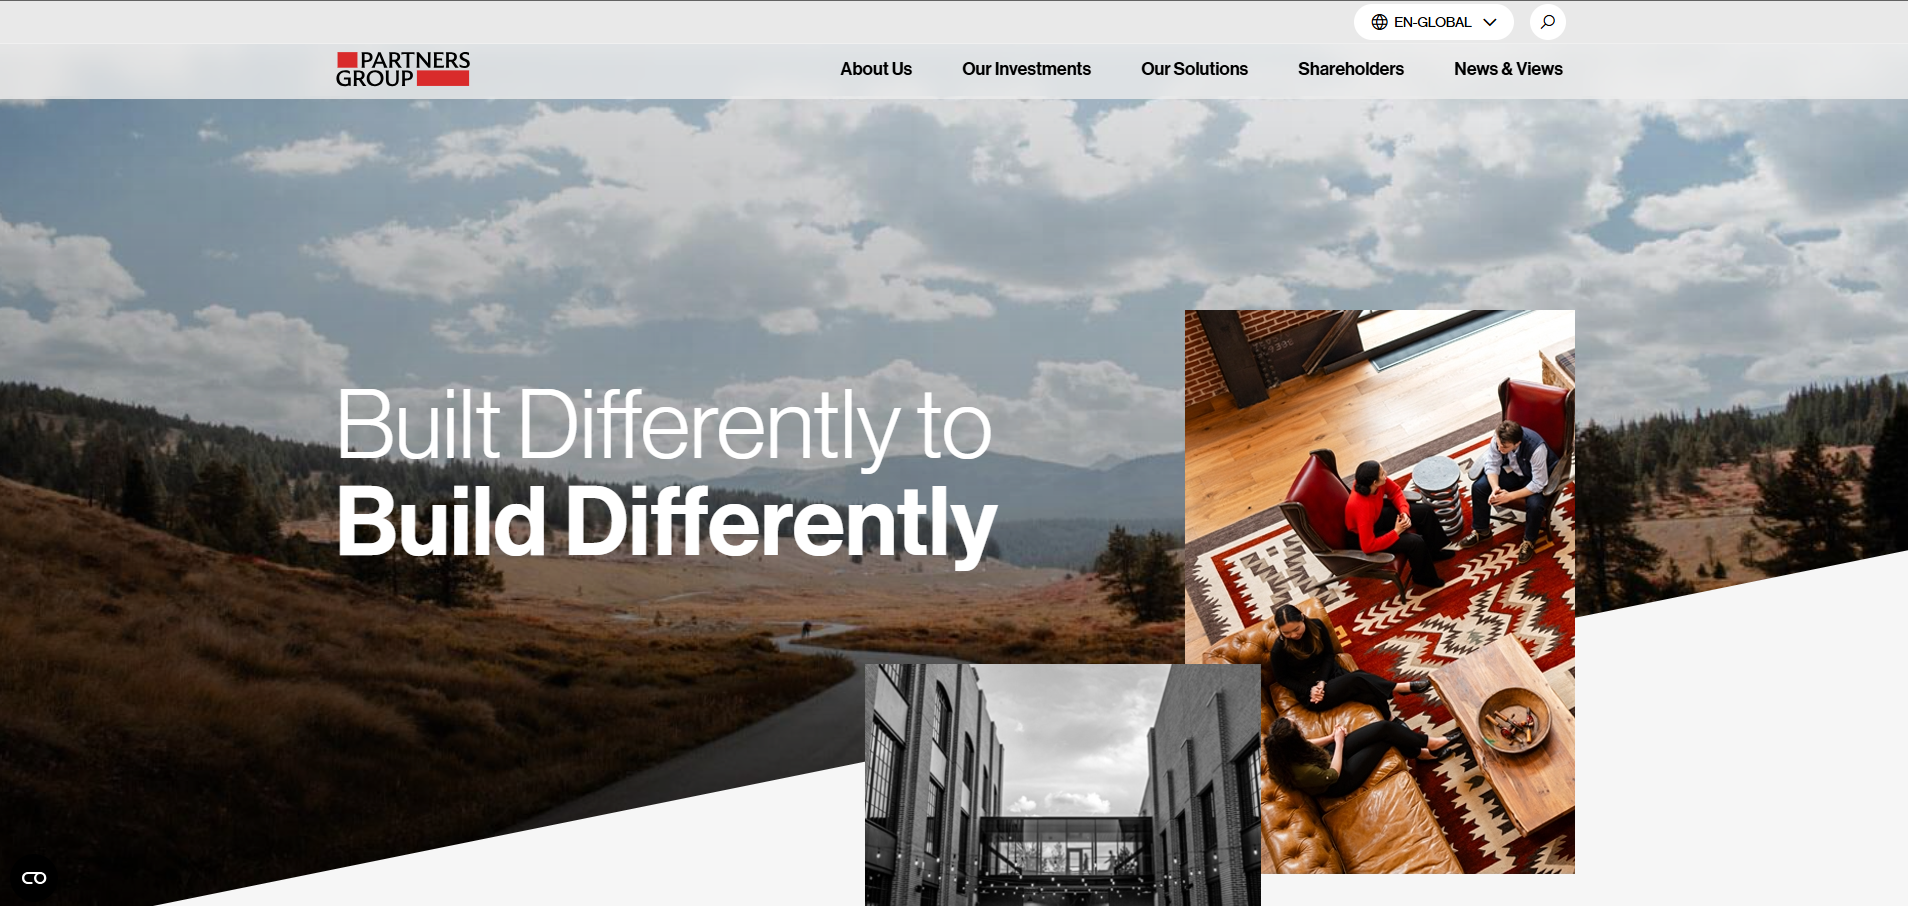 EN-GLOBAL
PARTNERS
GROUP
About Us
Our Investments
Our Solutions
Shareholders
News & Views
Built Differently to
Build Differently